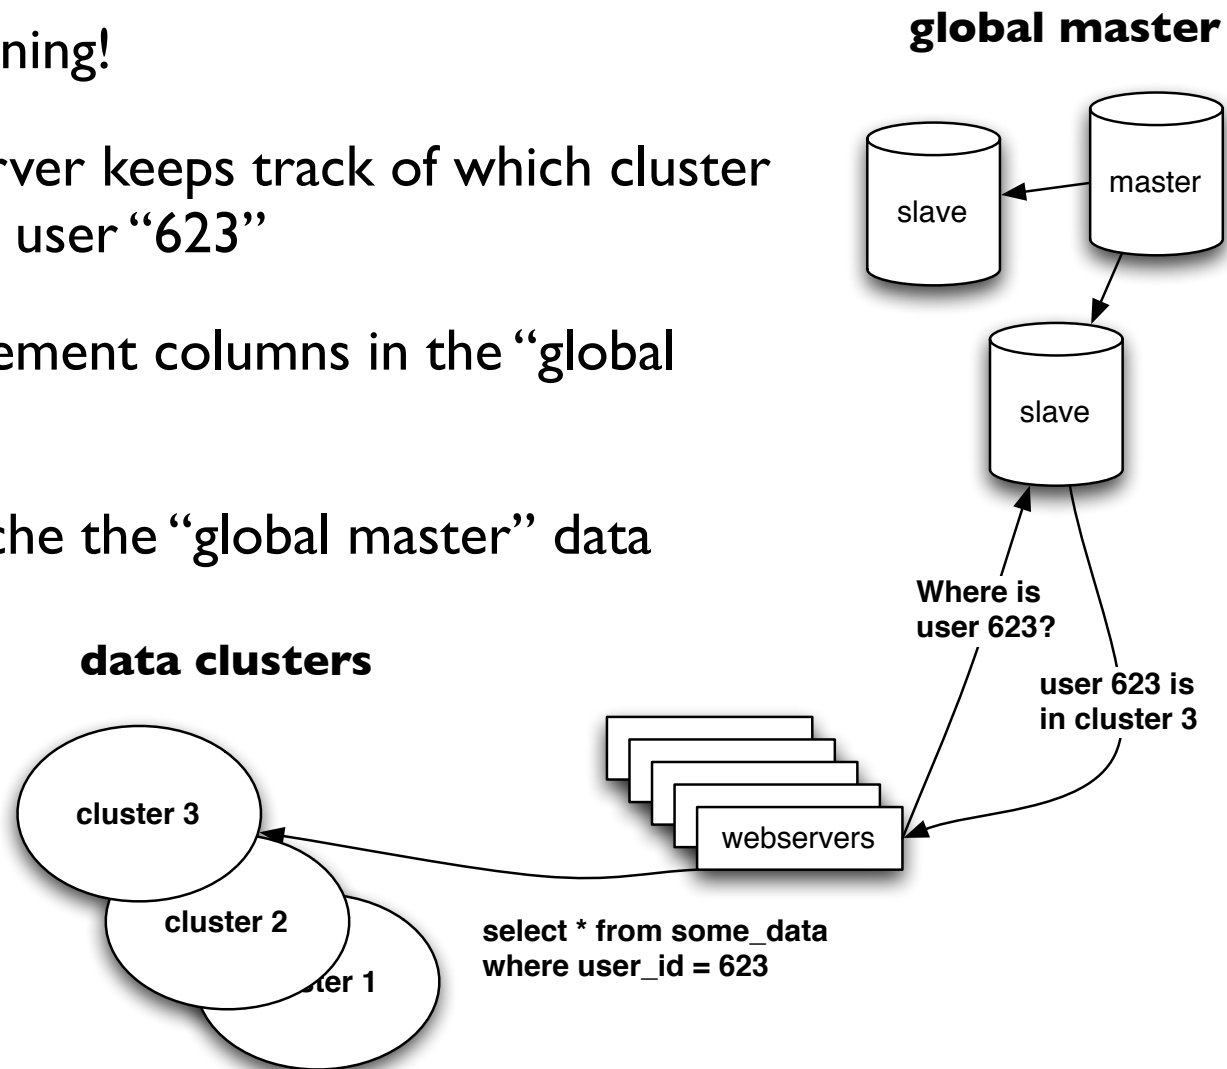 ning!
rver keeps track of which cluster
user “623”
ement columns in the “global
che the “global master” data
global master
slave
master
slave
Where is
user 623?
user 623 is
in cluster 3
data clusters
cluster 3
cluster 2
ster 1
webservers
select * from some_data
where user_id = 623